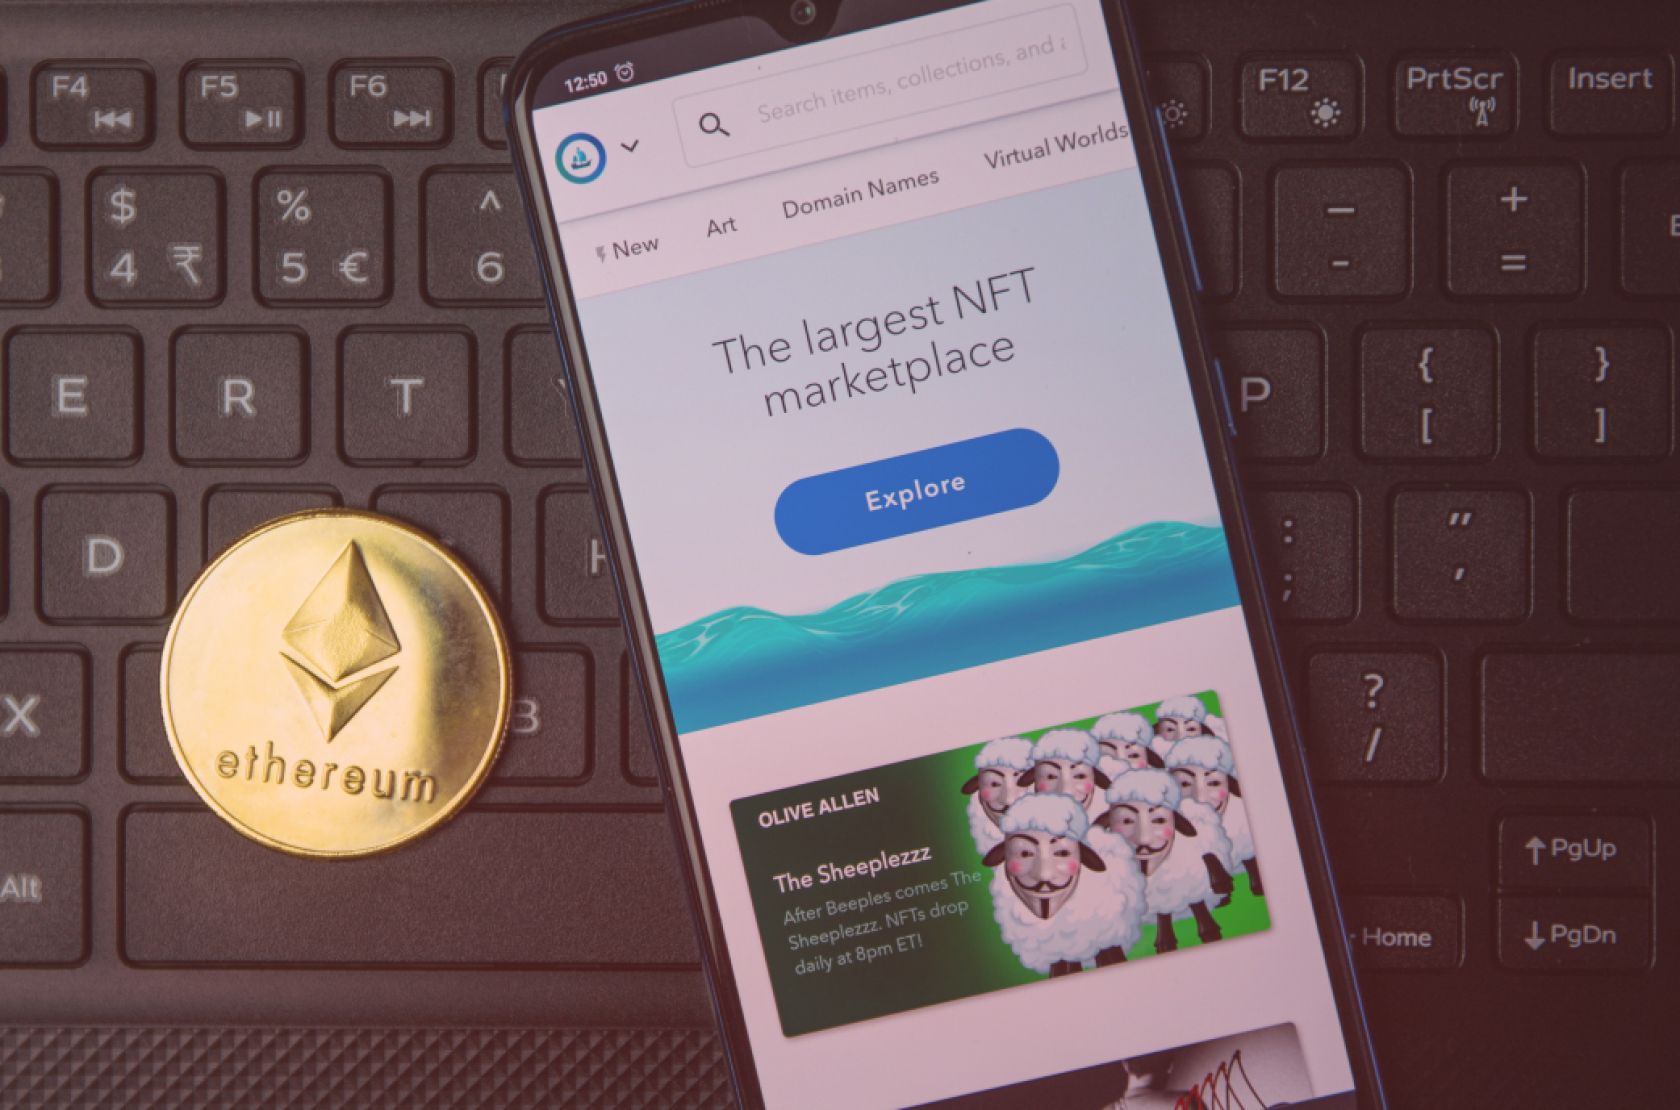 12:50
Search items, collections, and a
New Art Domain Names Virtual Worlds
The largest NFT
marketplace
Explore
OLIVE ALLEN
The Sheeplezzz
After Beeples comes The
Sheeplezzz. NFTs drop
daily at 8pm ET!
ethereum
F4 F5 F6 F12 PrtScr Insert
$ % ^ — +
4 ₹ 5 € 6 - =
E R T P { }
[ ]
D H : "
; '
X B ?
/
Alt PgUp
Home PgDn